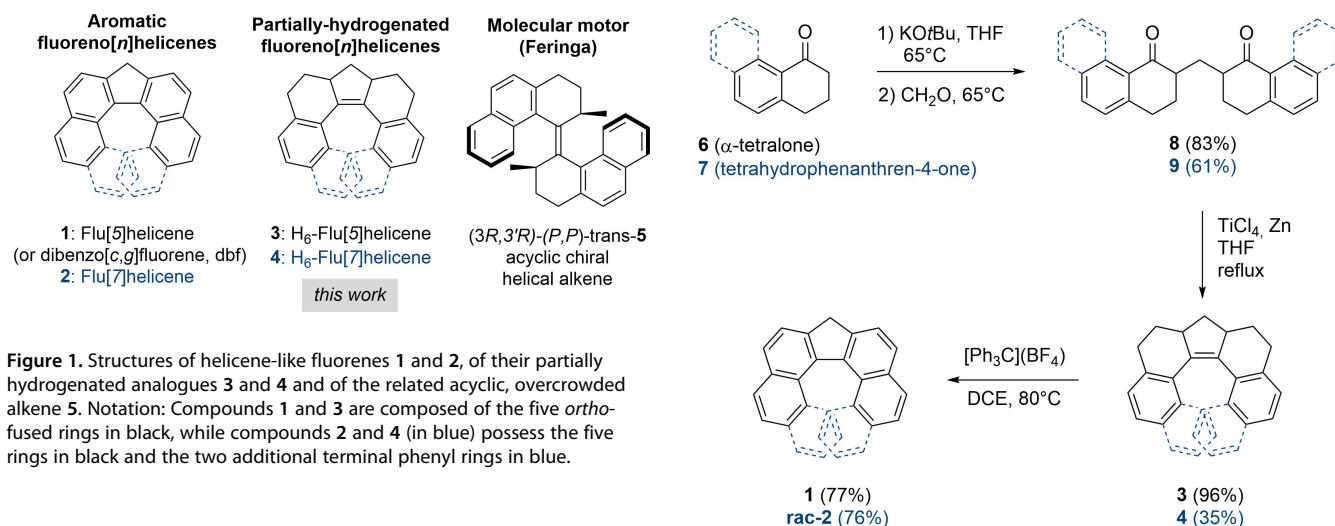 Aromatic
fluoreno[n]helicenes
Partially-hydrogenated
fluoreno[n]helicenes
Molecular motor
(Feringa)
1: Flu[5]helicene
(or dibenzo[c,g]fluorene, dbf)
2: Flu[7]helicene
3: H₆-Flu[5]helicene
4: H₆-Flu[7]helicene
this work
(3R,3'R)-(P,P)-trans-5
acyclic chiral
helical alkene
Figure 1. Structures of helicene-like fluorenes 1 and 2, of their partially
hydrogenated analogues 3 and 4 and of the related acyclic, overcrowded
alkene 5. Notation: Compounds 1 and 3 are composed of the five ortho-
fused rings in black, while compounds 2 and 4 (in blue) possess the five
rings in black and the two additional terminal phenyl rings in blue.
O
6 (α-tetralone)
7 (tetrahydrophenanthren-4-one)
1) KOtBu, THF
65°C
2) CH₂O, 65°C
O
O
8 (83%)
9 (61%)
TiCl₄, Zn
THF
reflux
[Ph₃C](BF₄)
DCE, 80°C
1 (77%)
rac-2 (76%)
3 (96%)
4 (35%)